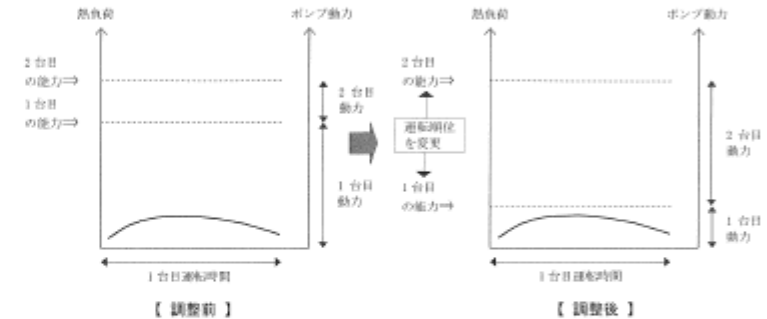 熱負荷
ポンプ動力
2台目
の能力⇒
1台目
の能力⇒
2台目
動力
1台目
動力
1台目運転時間
【 調整前 】
運転順位
を変更
熱負荷
ポンプ動力
2台目
の能力⇒
1台目
の能力⇒
2台目
動力
1台目
動力
1台目運転時間
【 調整後 】